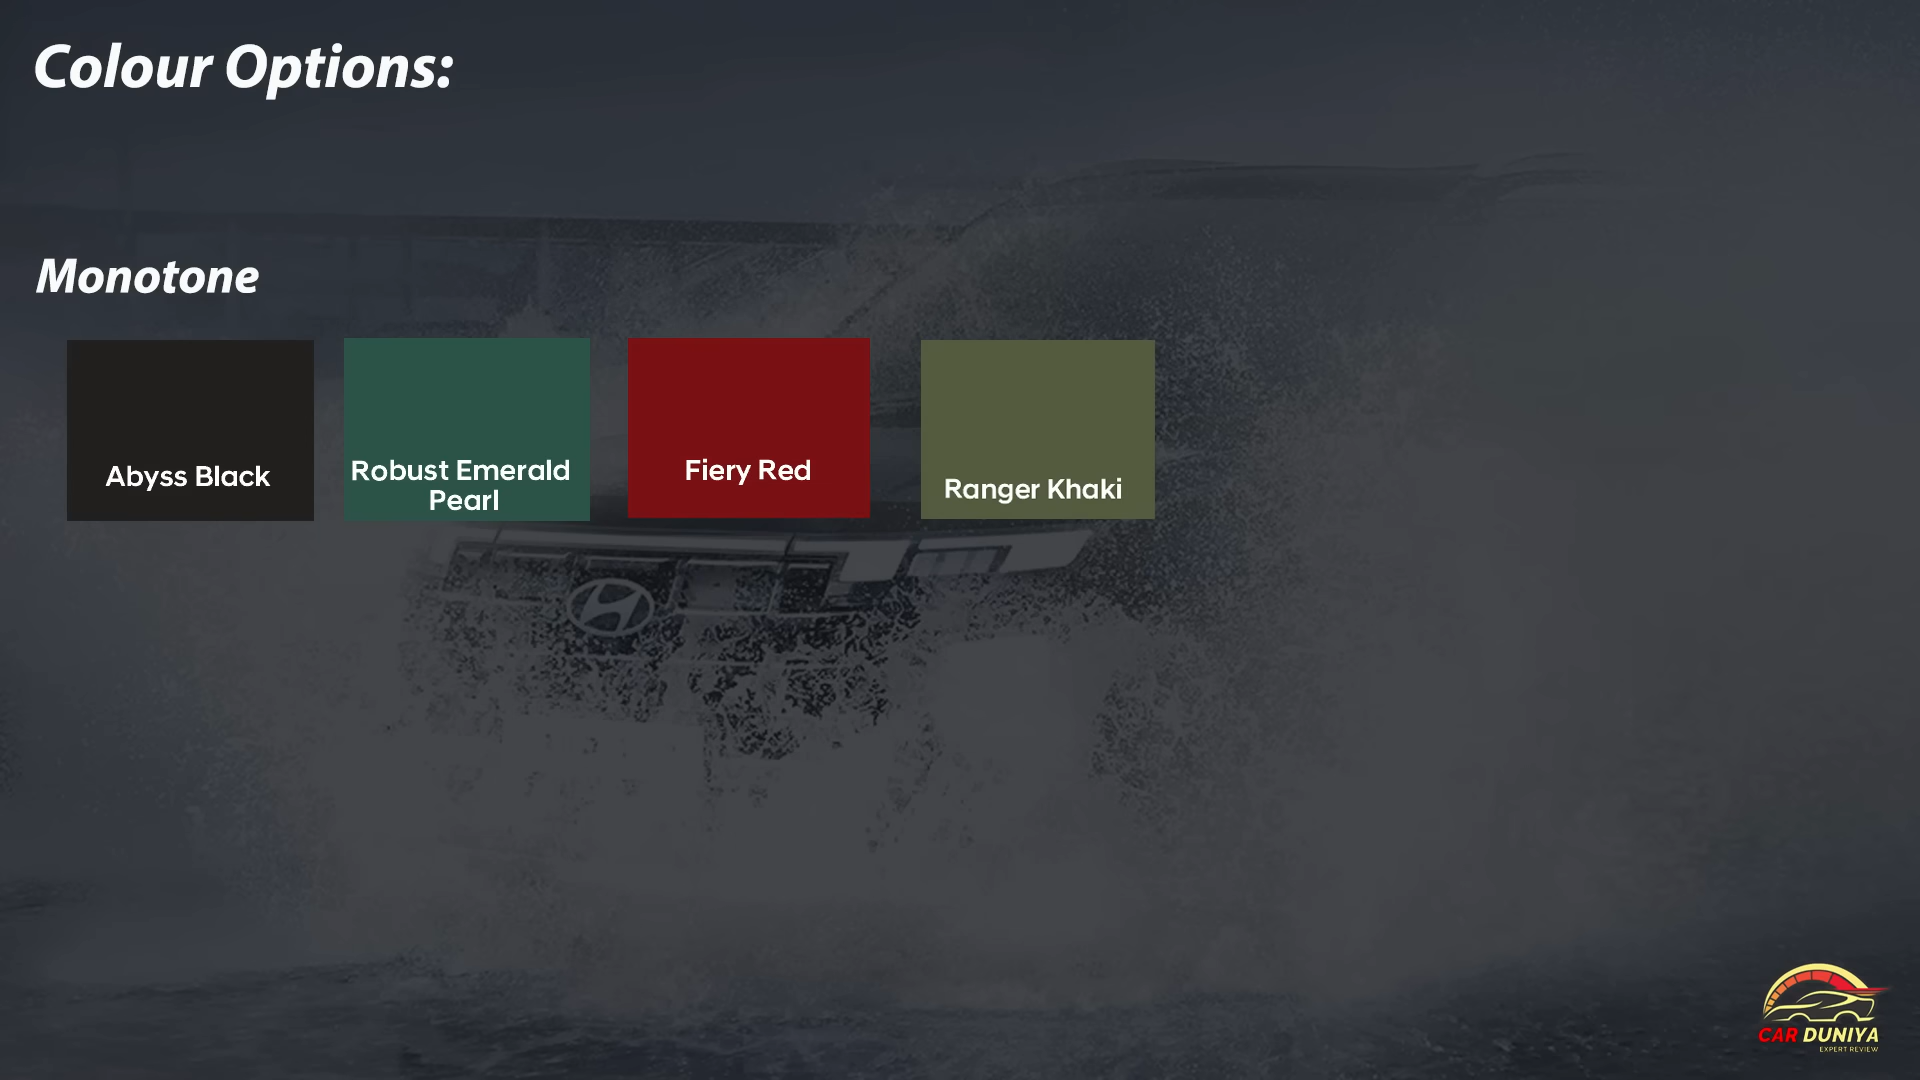 Colour Options:
Monotone
Abyss Black
Robust Emerald
Pearl
Fiery Red
Ranger Khaki
CAR DUNIYA
EXPERT REVIEW